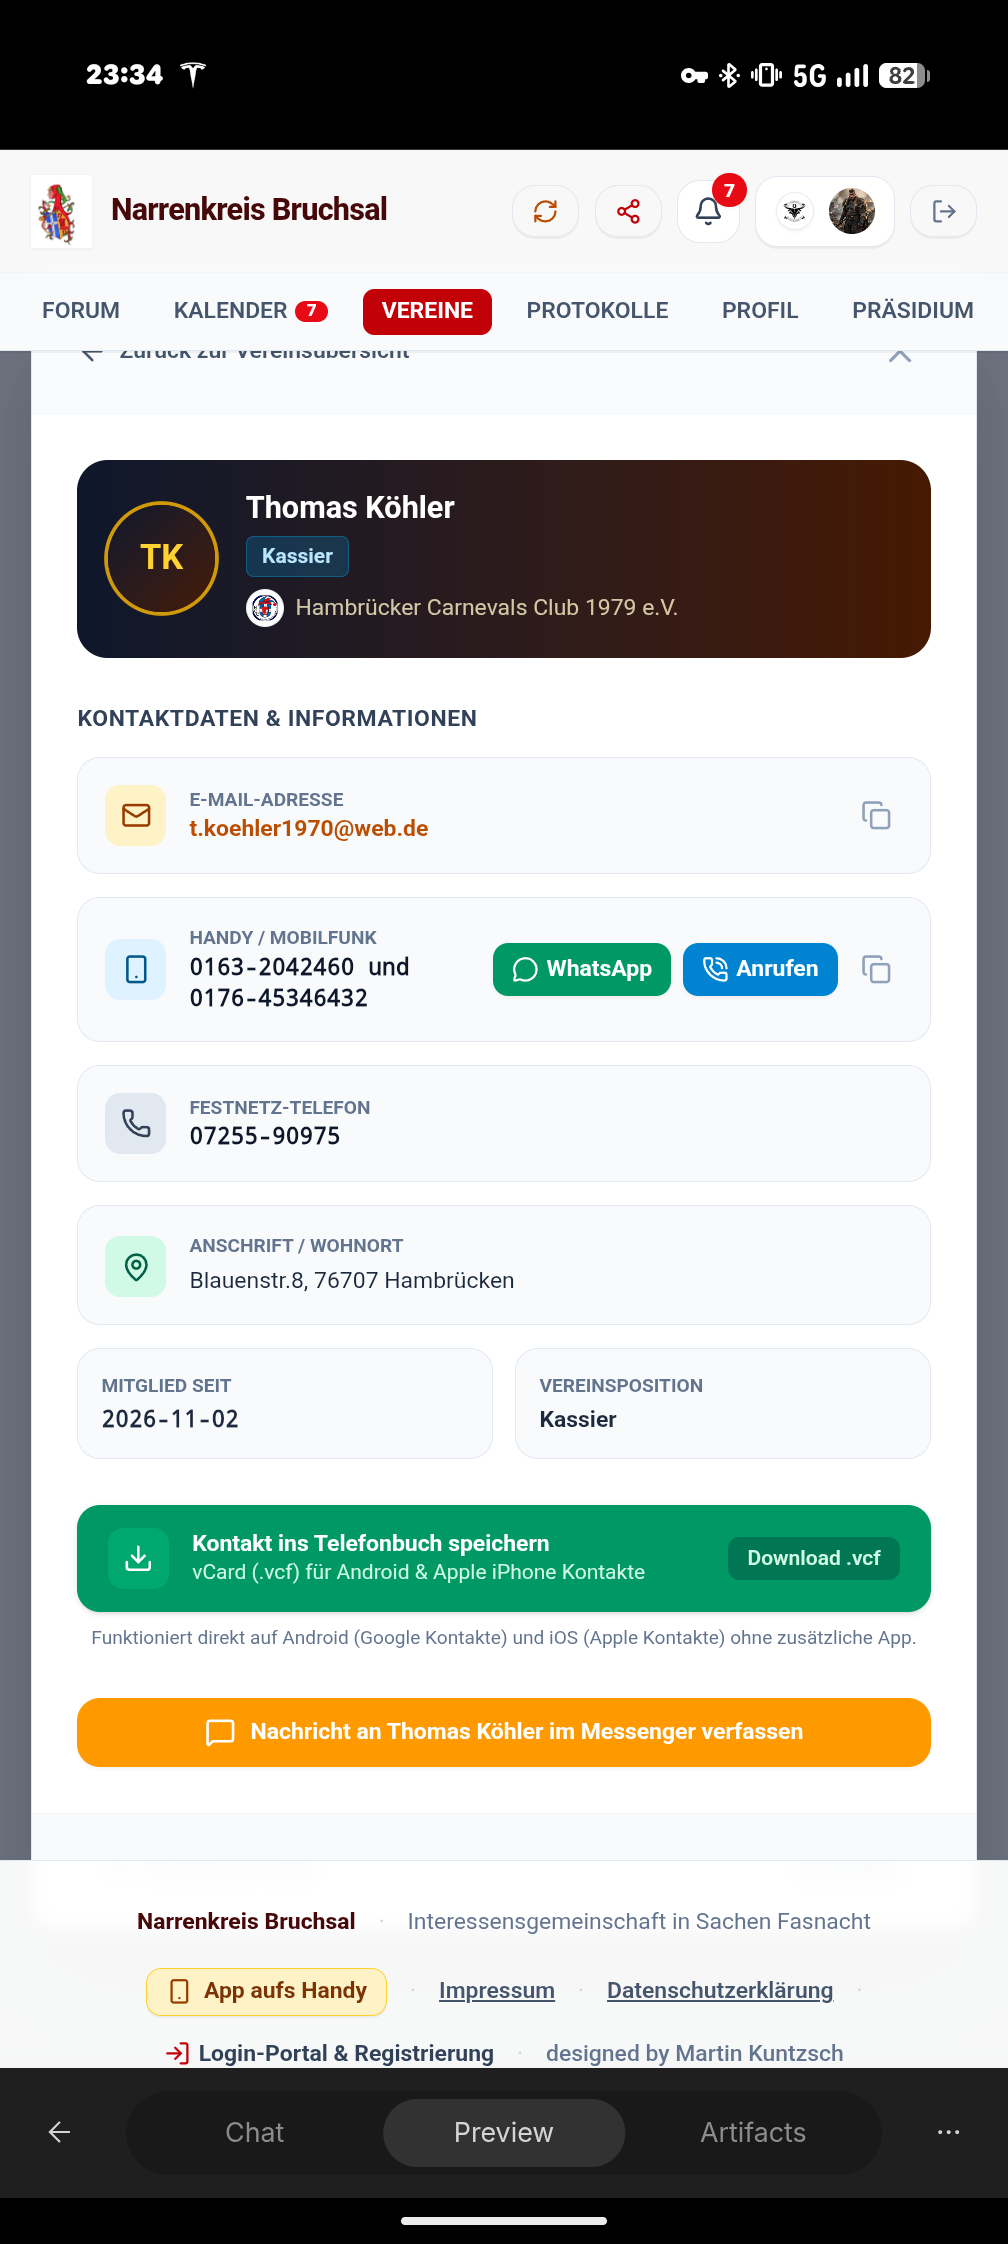 23:34
5G
82
Narrenkreis Bruchsal
7
FORUM
KALENDER 7
VEREINE
PROTOKOLLE
PROFIL
PRÄSIDIUM
Zurück zur Vereinsübersicht
TK
Thomas Köhler
Kassier
Hambrücker Carnevals Club 1979 e.V.
KONTAKTDATEN & INFORMATIONEN
E-MAIL-ADRESSE
t.koehler1970@web.de
HANDY / MOBILFUNK
0163-2042460 und
0176-45346432
WhatsApp
Anrufen
FESTNETZ-TELEFON
07255-90975
ANSCHRIFT / WOHNORT
Blauenstr.8, 76707 Hambrücken
MITGLIED SEIT
2026-11-02
VEREINSPOSITION
Kassier
Kontakt ins Telefonbuch speichern
vCard (.vcf) für Android & Apple iPhone Kontakte
Download .vcf
Funktioniert direkt auf Android (Google Kontakte) und iOS (Apple Kontakte) ohne zusätzliche App.
Nachricht an Thomas Köhler im Messenger verfassen
Narrenkreis Bruchsal · Interessensgemeinschaft in Sachen Fasnacht
App aufs Handy · Impressum · Datenschutzerklärung ·
Login-Portal & Registrierung · designed by Martin Kuntzsch
Chat
Preview
Artifacts